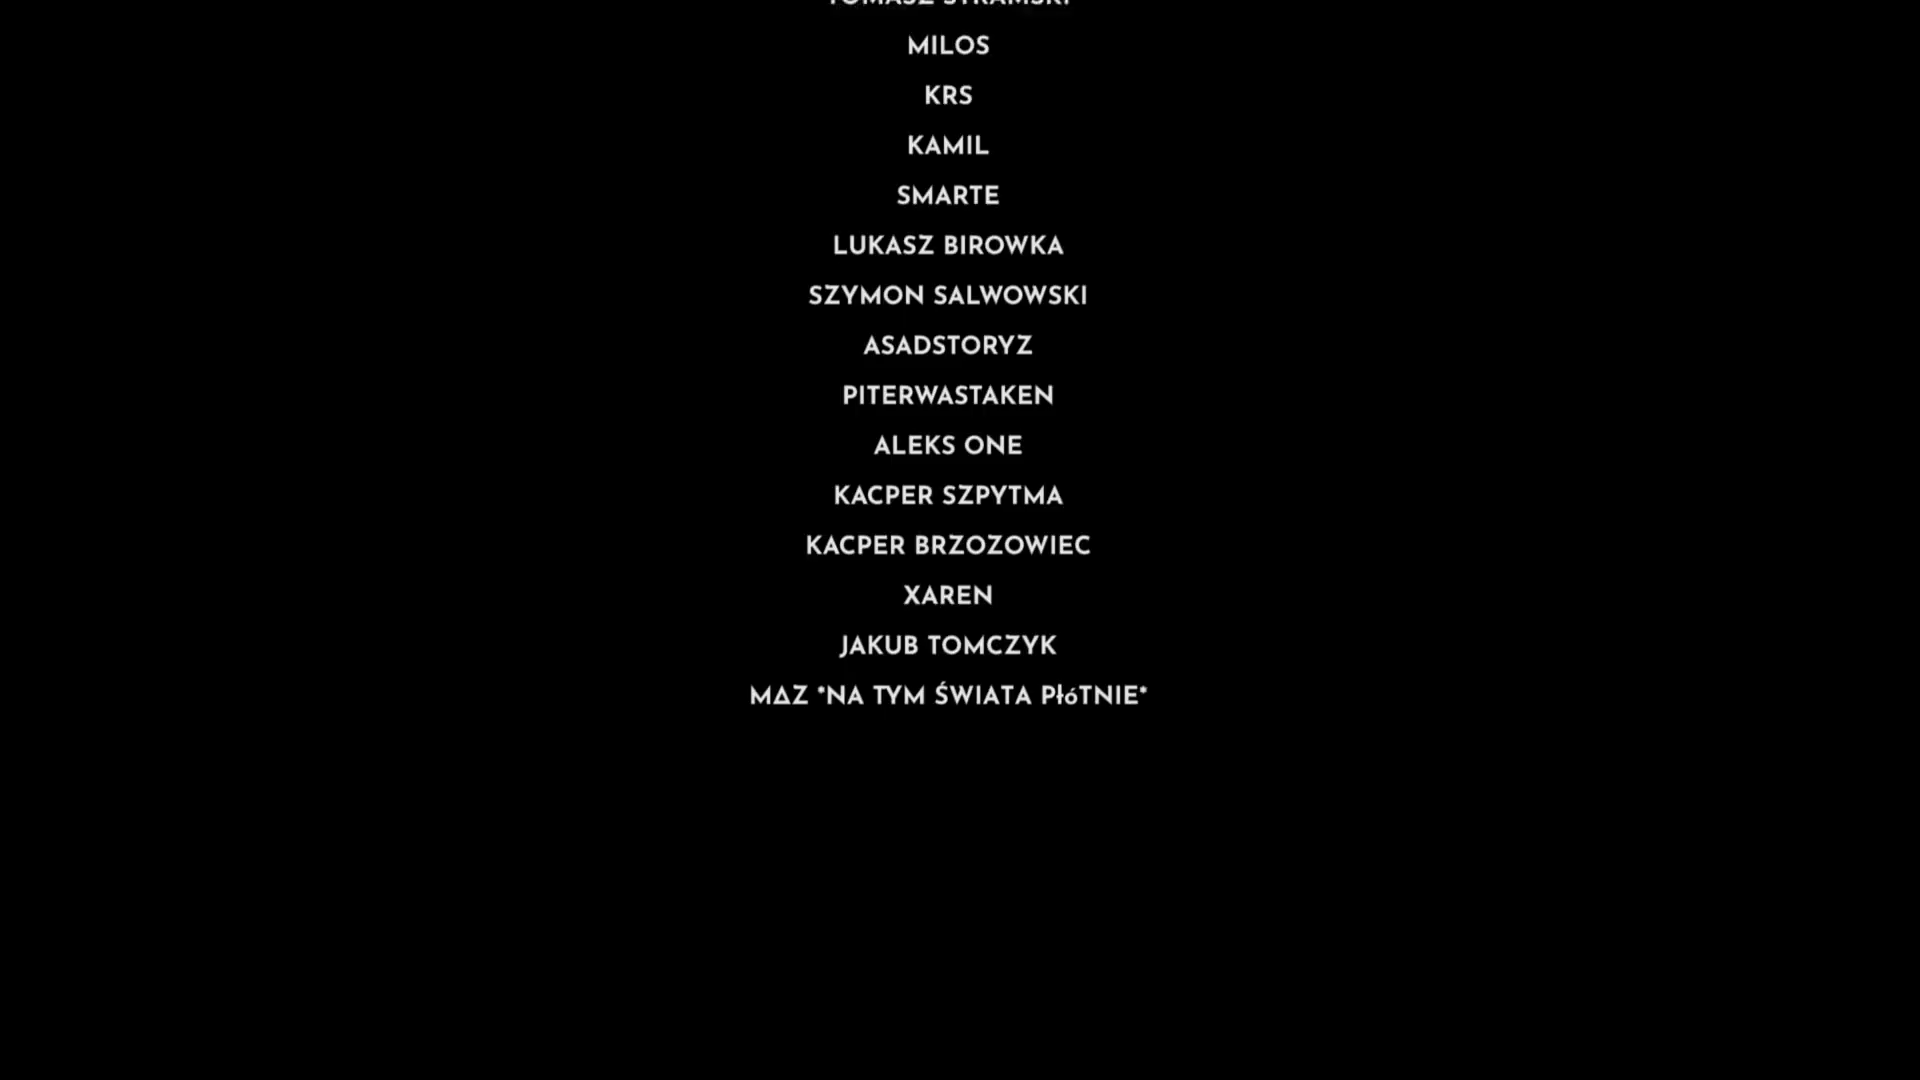 MILOS
KRS
KAMIL
SMARTE
LUKASZ BIROWKA
SZYMON SALWOWSKI
ASADSTORYZ
PITERWASTAKEN
ALEKS ONE
KACPER SZPYTMA
KACPER BRZOZOWIEC
XAREN
JAKUB TOMCZYK
MΔZ *NA TYM ŚWIATA PłóTNIE*